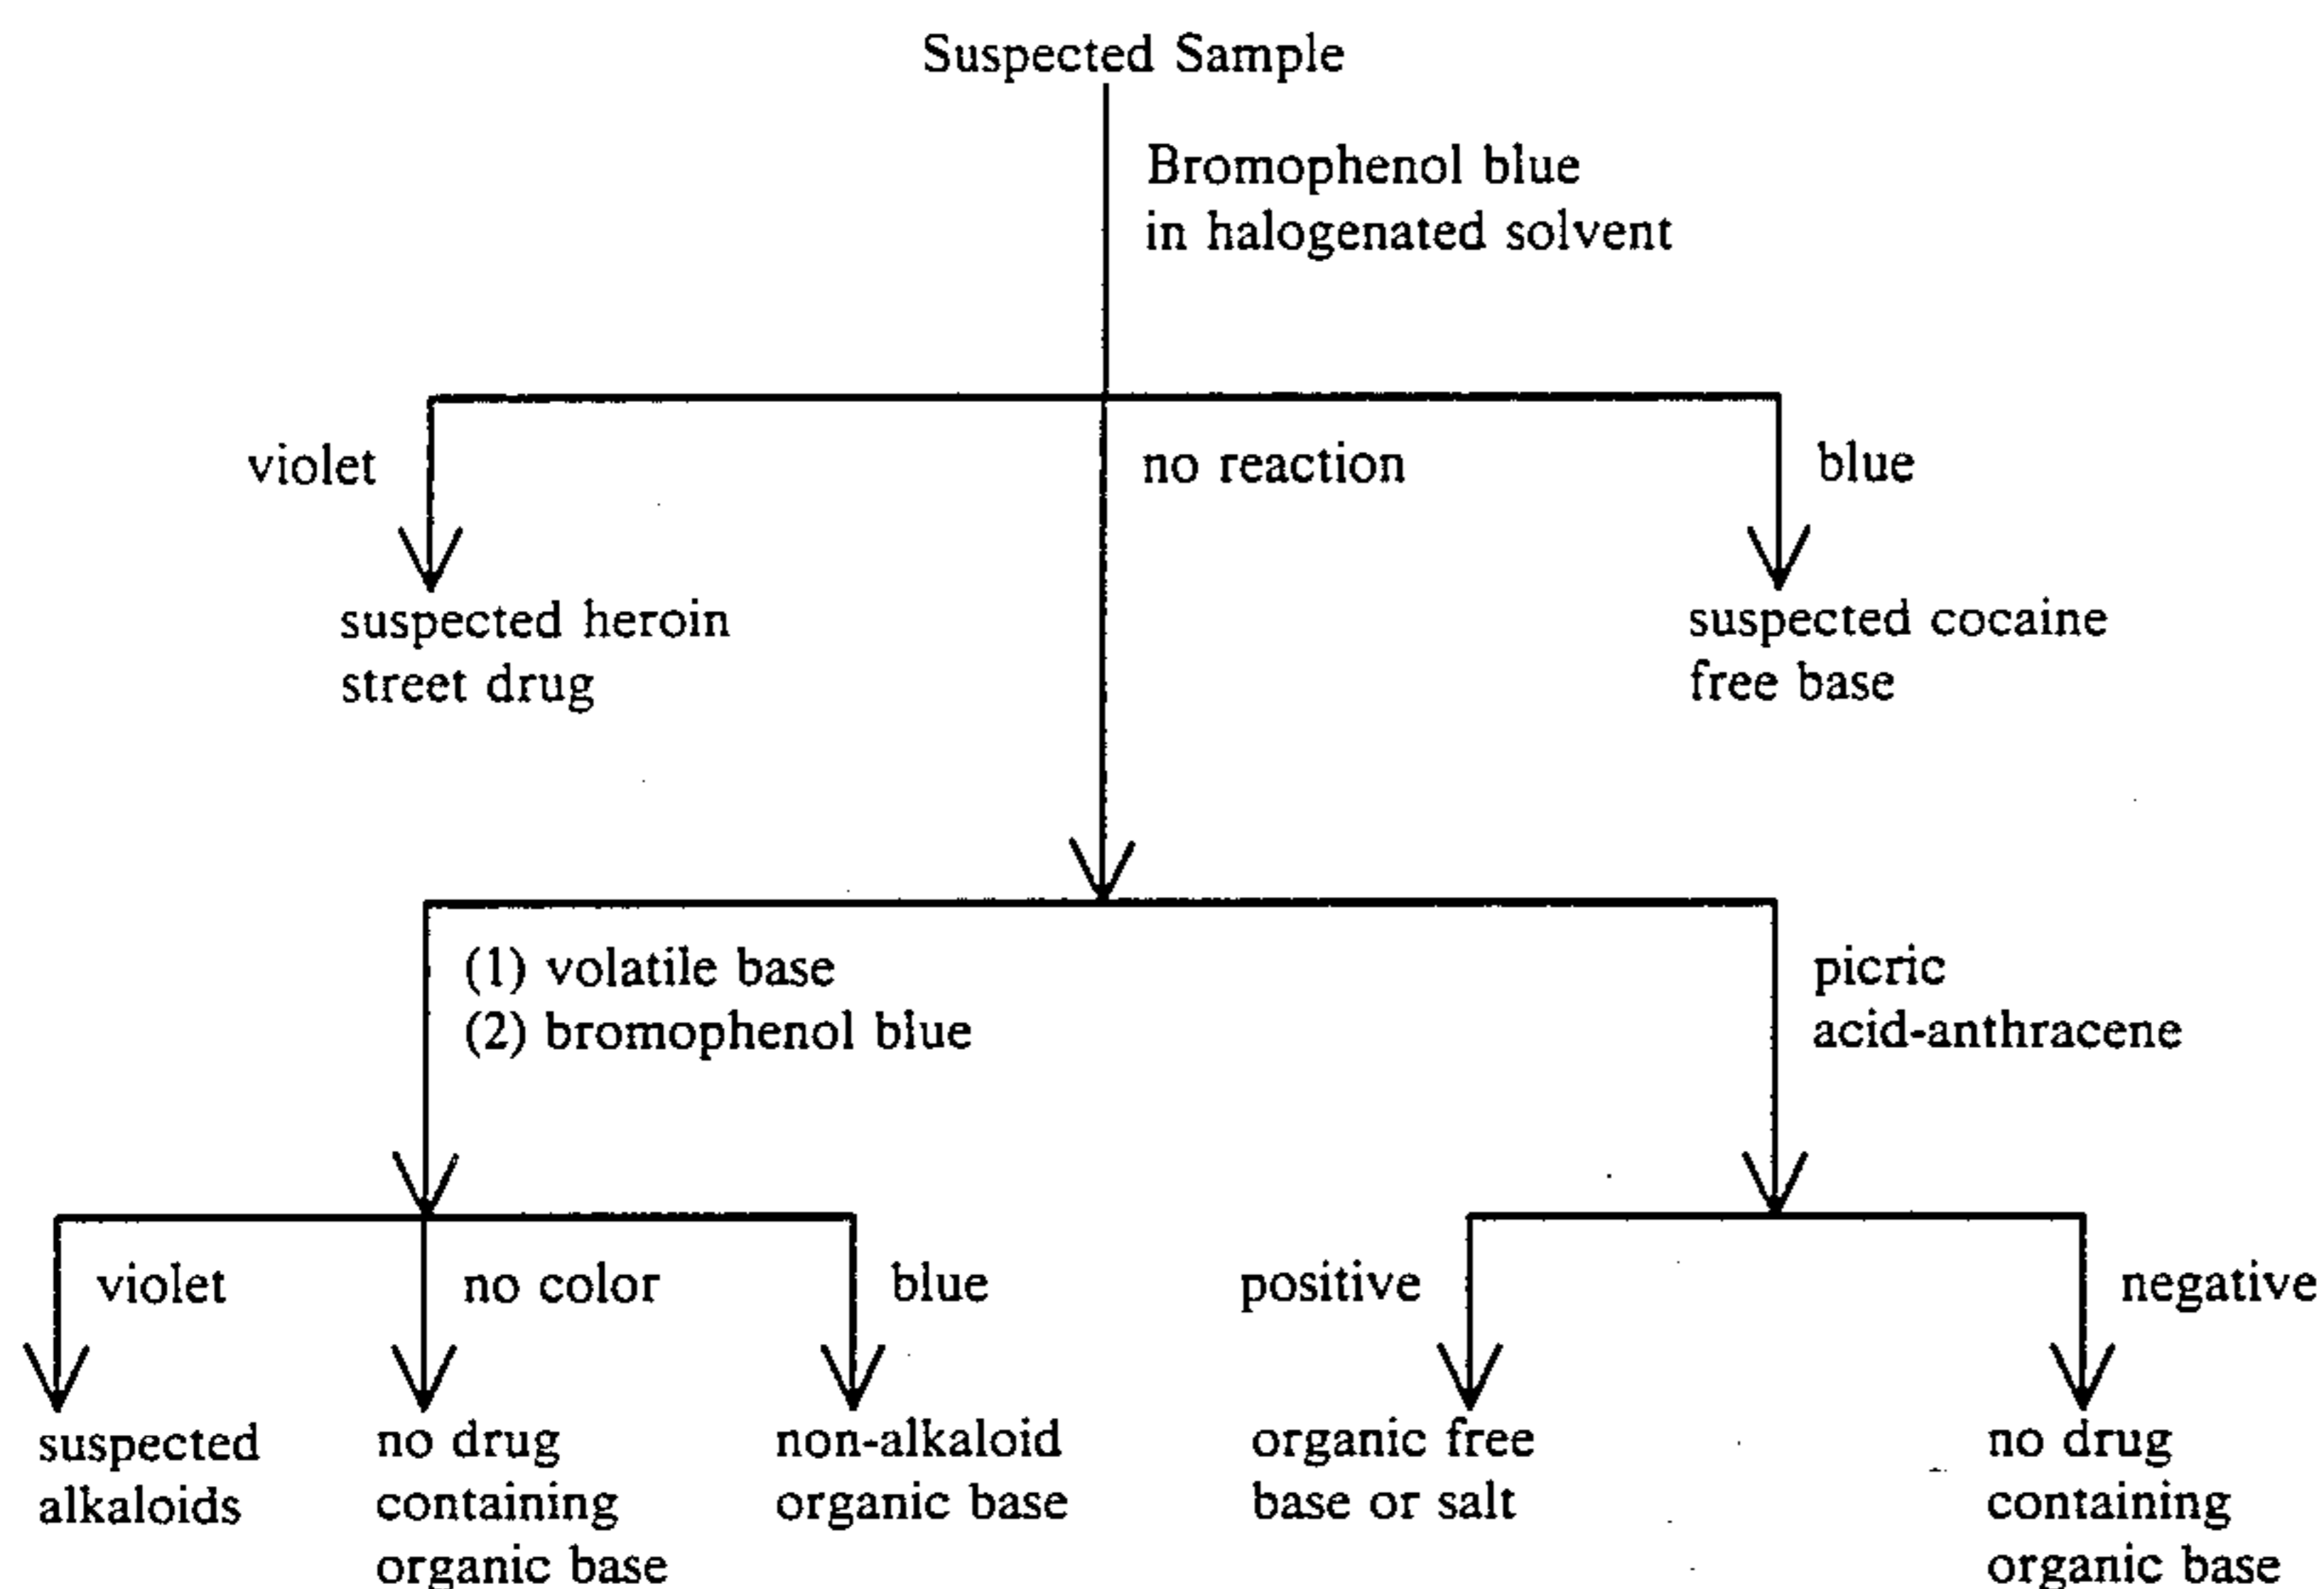 Suspected Sample
Bromophenol blue
in halogenated solvent
violet
no reaction
blue
suspected heroin
street drug
suspected cocaine
free base
(1) volatile base
(2) bromophenol blue
picric
acid-anthracene
violet
no color
blue
positive
negative
suspected
alkaloids
no drug
containing
organic base
non-alkaloid
organic base
organic free
base or salt
no drug
containing
organic base